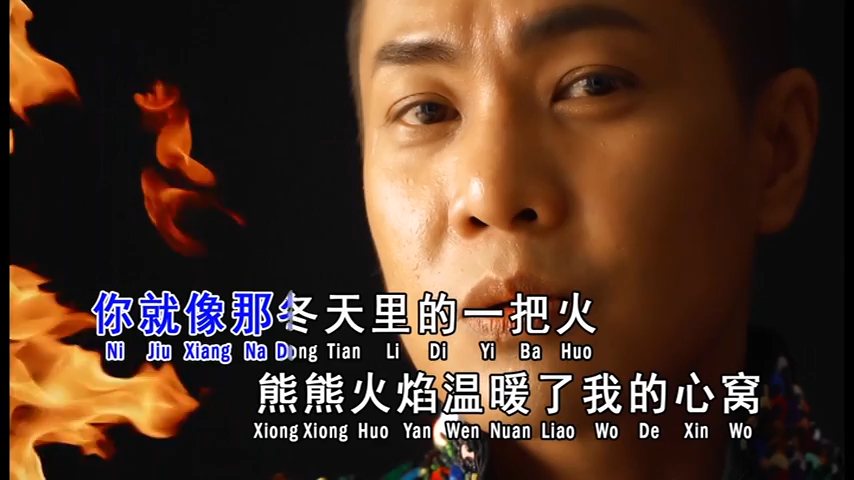 你就像那冬天里的一把火
Ni Jiu Xiang Na Dong Tian Li Di Yi Ba Huo
熊熊火焰温暖了我的心窝
Xiong Xiong Huo Yan Wen Nuan Liao Wo De Xin Wo